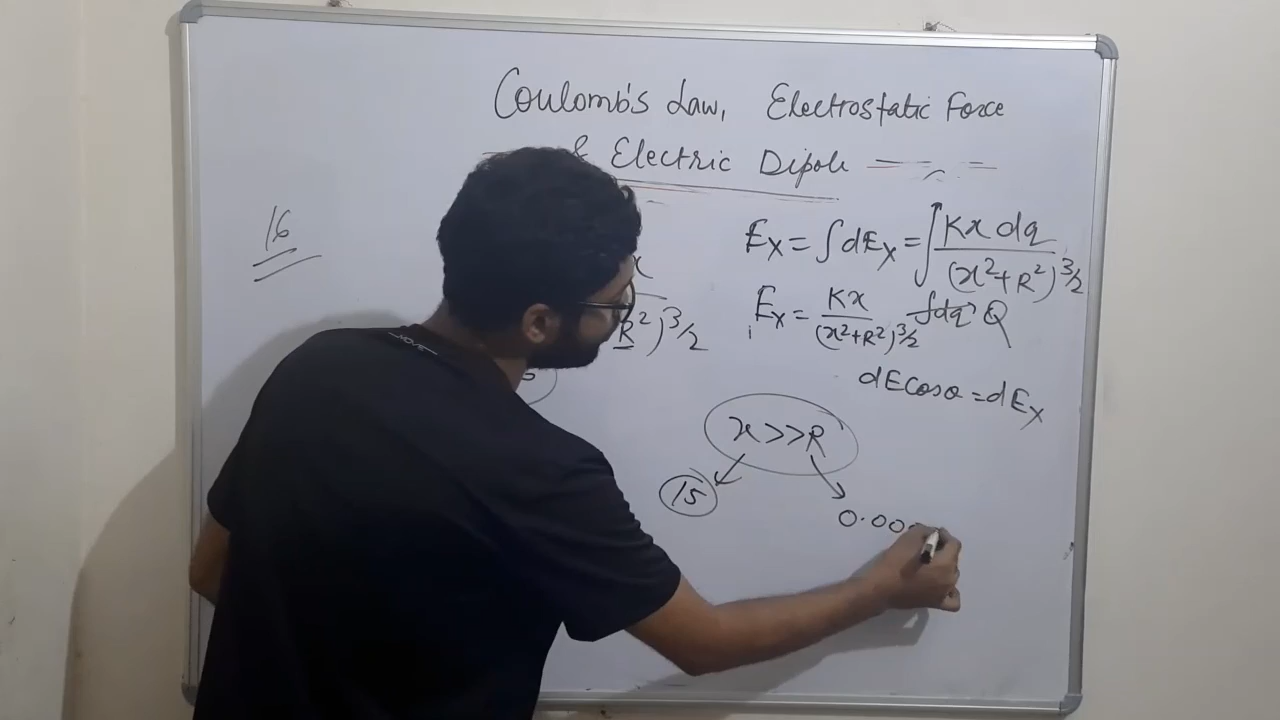 Coulomb's Law, Electrostatic Force
& Electric Dipole
16
Ex = ∫dEx = ∫ Kx dq / (x²+R²)^3/2
R²)^3/2
Ex = Kx / (x²+R²)^3/2 ∫dq Q
dEcosθ = dEx
x>>R
15
0.00